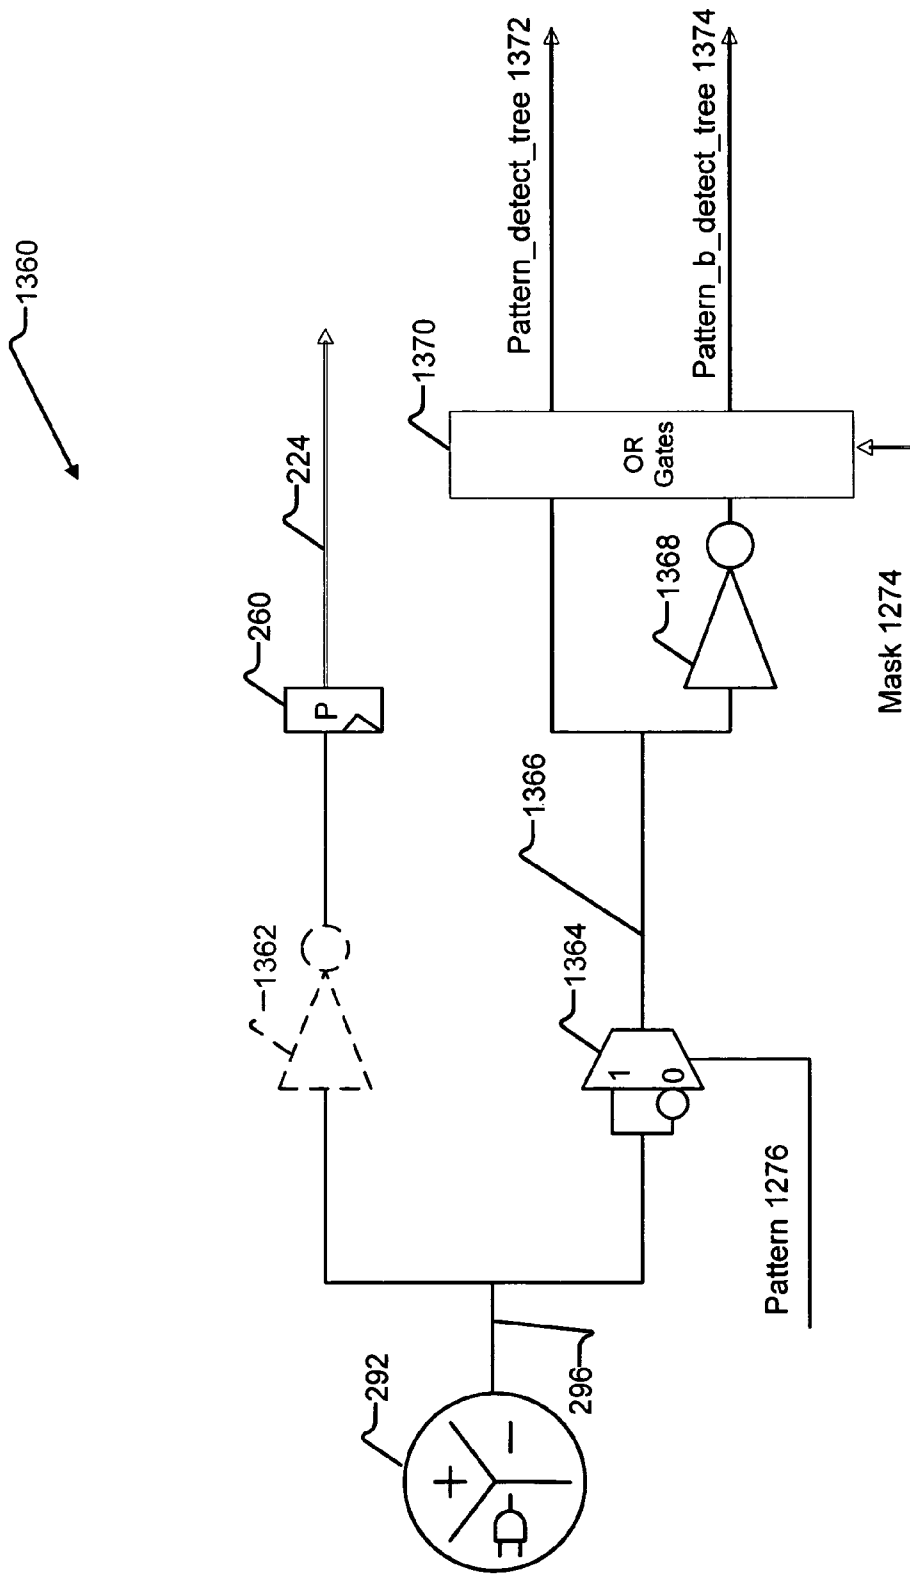 1360
Pattern_detect_tree 1372
Pattern_b_detect_tree 1374
1370
224
OR
Gates
260
P
1368
Mask 1274
1366
1362
1364
1
0
Pattern 1276
292
296
+
−